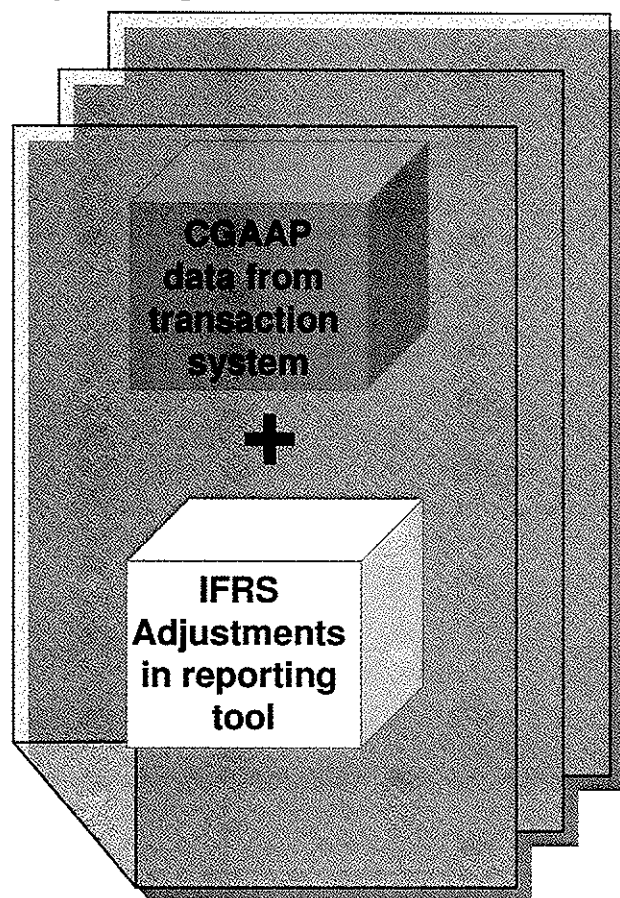 CGAAP
data from
transaction
system
+
IFRS
Adjustments
in reporting
tool